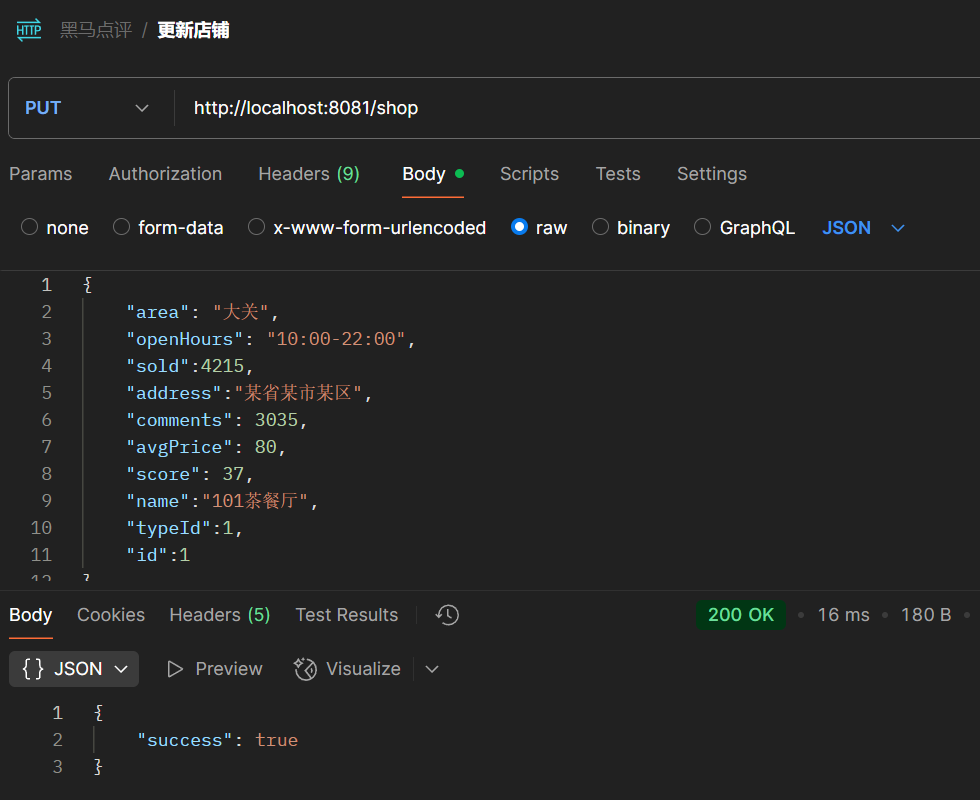 HTTP 黑马点评 / 更新店铺
PUT http://localhost:8081/shop
Params Authorization Headers (9) Body Scripts Tests Settings
none form-data x-www-form-urlencoded raw binary GraphQL JSON
1 {
2 "area": "大关",
3 "openHours": "10:00-22:00",
4 "sold":4215,
5 "address":"某省某市某区",
6 "comments": 3035,
7 "avgPrice": 80,
8 "score": 37,
9 "name":"101茶餐厅",
10 "typeId":1,
11 "id":1
12 }
Body Cookies Headers (5) Test Results 200 OK • 16 ms • 180 B •
{} JSON Preview Visualize
1 {
2 "success": true
3 }